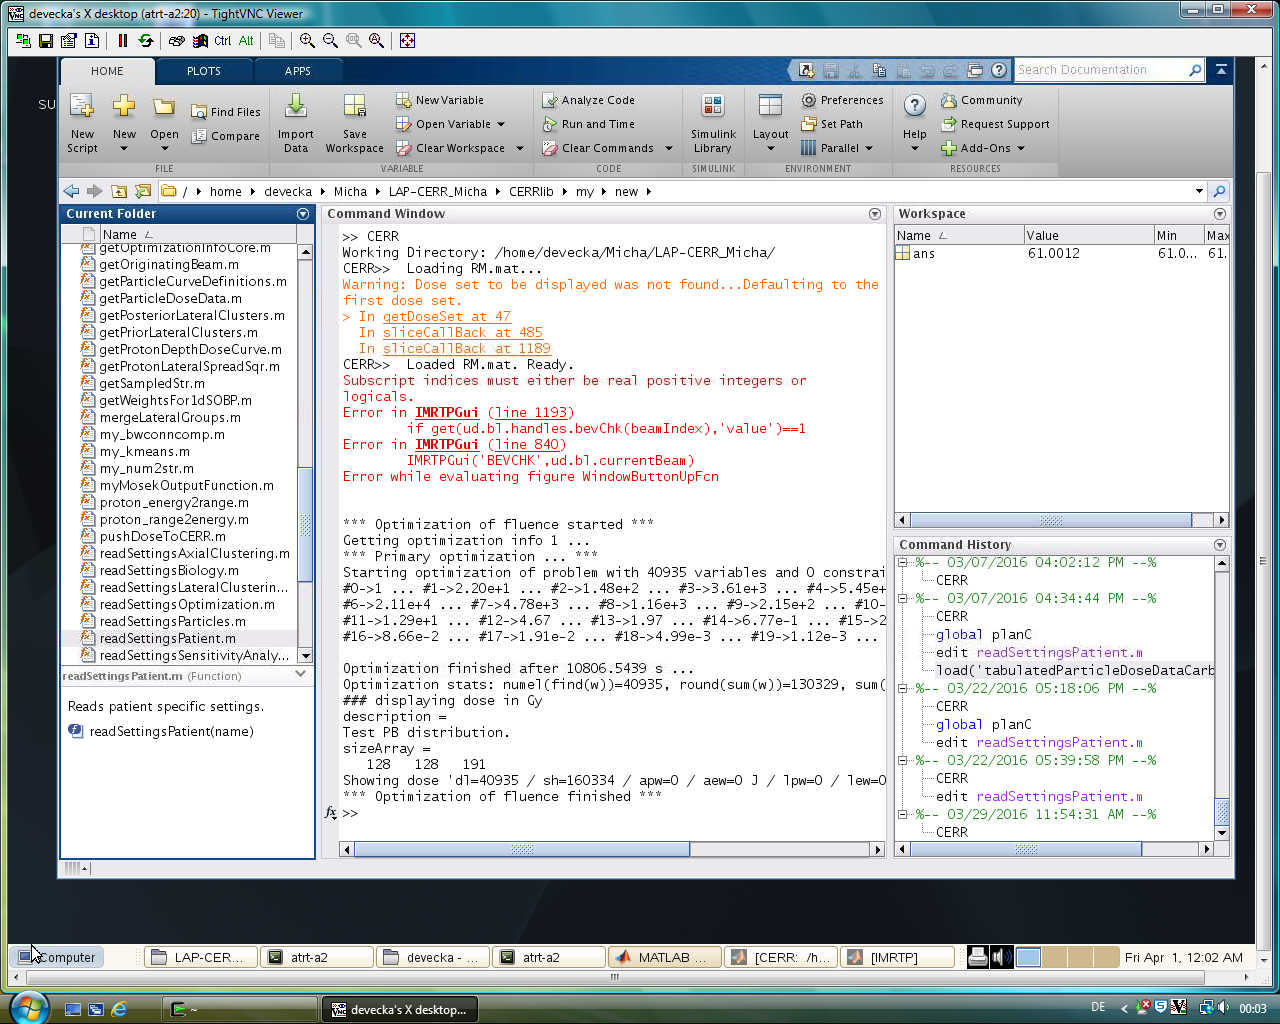 devecka's X desktop (atrt-a2:20) - TightVNC Viewer
Ctrl Alt
SU
HOME PLOTS APPS
Search Documentation
New Script
New
Open
Find Files
Compare
FILE
Import Data
Save Workspace
New Variable
Open Variable
Clear Workspace
VARIABLE
Analyze Code
Run and Time
Clear Commands
CODE
Simulink Library
SIMULINK
Layout
Preferences
Set Path
Parallel
ENVIRONMENT
Help
Community
Request Support
Add-Ons
RESOURCES
/ home devecka Micha LAP-CERR_Micha CERRlib my new
Current Folder
Name
getOptimizationInfoCore.m
getOriginatingBeam.m
getParticleCurveDefinitions.m
getParticleDoseData.m
getPosteriorLateralClusters.m
getPriorLateralClusters.m
getProtonDepthDoseCurve.m
getProtonLateralSpreadSqr.m
getSampledStr.m
getWeightsFor1dSOBP.m
mergeLateralGroups.m
my_bwconncomp.m
my_kmeans.m
my_num2str.m
myMosekOutputFunction.m
proton_energy2range.m
proton_range2energy.m
pushDoseToCERR.m
readSettingsAxialClustering.m
readSettingsBiology.m
readSettingsLateralClusterin...
readSettingsOptimization.m
readSettingsParticles.m
readSettingsPatient.m
readSettingsSensitivityAnaly...
readSettingsPatient.m (Function)
Reads patient specific settings.
readSettingsPatient(name)
Command Window
>> CERR
Working Directory: /home/devecka/Micha/LAP-CERR_Micha/
CERR>> Loading RM.mat...
Warning: Dose set to be displayed was not found...Defaulting to the
first dose set.
> In getDoseSet at 47
In sliceCallBack at 485
In sliceCallBack at 1189
CERR>> Loaded RM.mat. Ready.
Subscript indices must either be real positive integers or
logicals.
Error in IMRTPGui (line 1193)
if get(ud.bl.handles.bevChk(beamIndex),'value')==1
Error in IMRTPGui (line 840)
IMRTPGui('BEVCHK',ud.bl.currentBeam)
Error while evaluating figure WindowButtonUpFcn
*** Optimization of fluence started ***
Getting optimization info 1 ...
*** Primary optimization ... ***
Starting optimization of problem with 40935 variables and 0 constrai
#0->1 ... #1->2.20e+1 ... #2->1.48e+2 ... #3->3.61e+3 ... #4->5.45e+
#6->2.11e+4 ... #7->4.78e+3 ... #8->1.16e+3 ... #9->2.15e+2 ... #10-
#11->1.29e+1 ... #12->4.67 ... #13->1.97 ... #14->6.77e-1 ... #15->2
#16->8.66e-2 ... #17->1.91e-2 ... #18->4.99e-3 ... #19->1.12e-3 ...
Optimization finished after 10806.5439 s ...
Optimization stats: numel(find(w))=40935, round(sum(w))=130329, sum(
### displaying dose in Gy
description =
Test PB distribution.
sizeArray =
128 128 191
Showing dose 'dl=40935 / sh=160334 / apw=0 / aew=0 J / lpw=0 / lew=0
*** Optimization of fluence finished ***
fx >>
Workspace
Name Value Min Max
ans 61.0012 61.0... 61.
Command History
%-- 03/07/2016 04:02:12 PM --%
CERR
%-- 03/07/2016 04:34:44 PM --%
CERR
global planC
edit readSettingsPatient.m
load('tabulatedParticleDoseDataCarb
%-- 03/22/2016 05:18:06 PM --%
CERR
global planC
edit readSettingsPatient.m
%-- 03/22/2016 05:39:58 PM --%
CERR
edit readSettingsPatient.m
%-- 03/29/2016 11:54:31 AM --%
CERR
Computer LAP-CER... atrt-a2 devecka - ... atrt-a2 MATLAB ... [CERR: /h... [IMRTP] Fri Apr 1, 12:02 AM
~ devecka's X desktop... DE 00:03